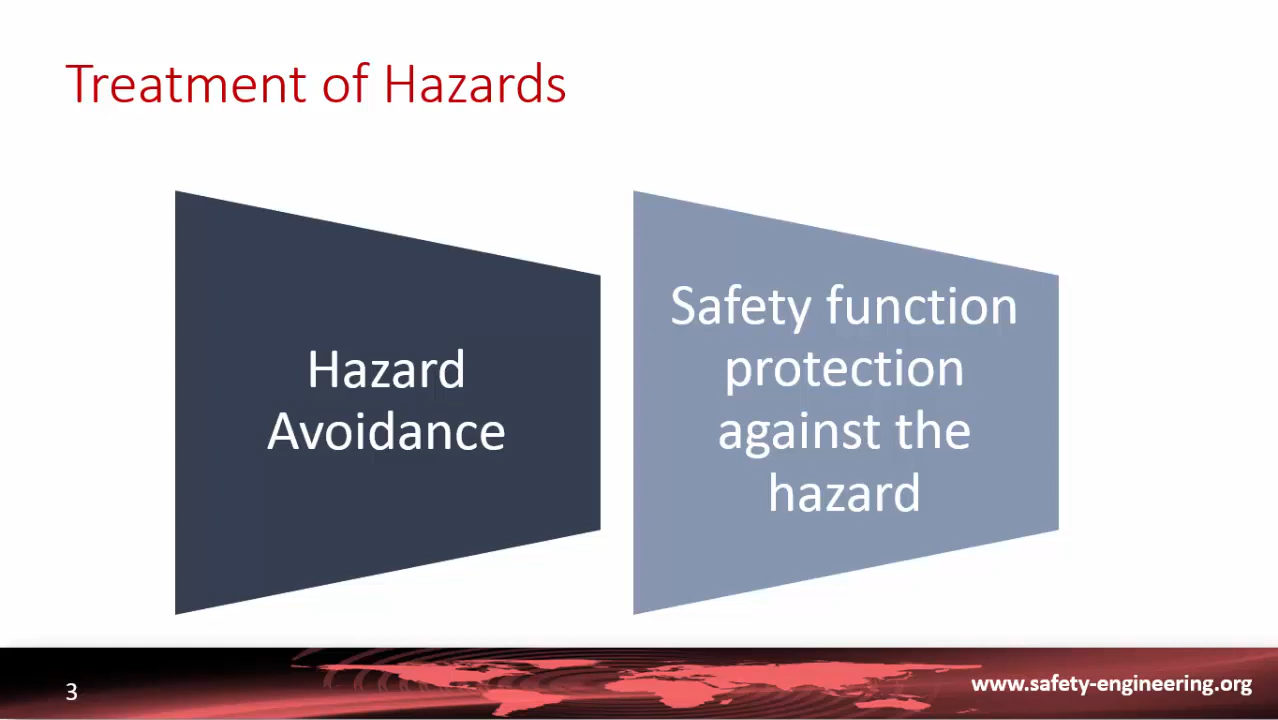 Treatment of Hazards
Hazard
Avoidance
Safety function
protection
against the
hazard
3
www.safety-engineering.org